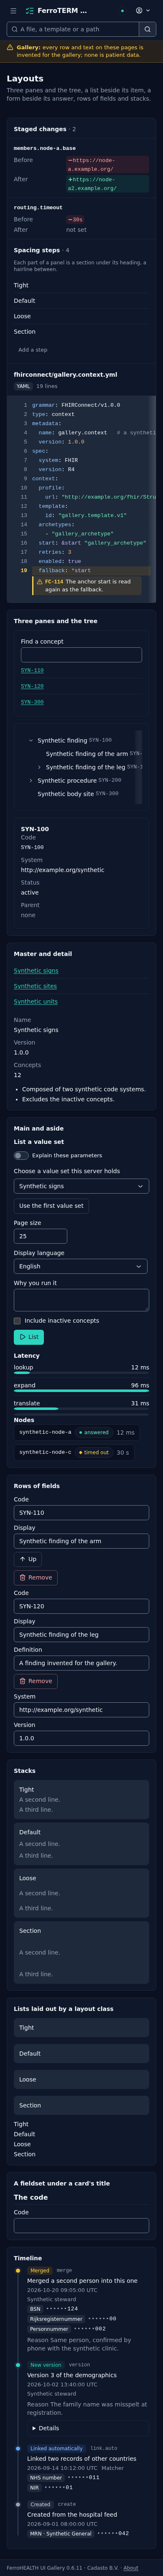 FerroTERM ...
A file, a template or a path
Gallery: every row and text on these pages is invented for the gallery; none is patient data.
Layouts
Three panes and the tree, a list beside its item, a form beside its answer, rows of fields and stacks.
Staged changes · 2
members.node-a.base
Before
−https://node-a.example.org/
After
+https://node-a2.example.org/
routing.timeout
Before
−30s
After
not set
Spacing steps · 4
Each part of a panel is a section under its heading, a hairline between.
Tight
Default
Loose
Section
Add a step
fhirconnect/gallery.context.yml
YAML
19 lines
1 grammar: FHIRConnect/v1.0.0
2 type: context
3 metadata:
4 name: gallery.context # a syntheti
5 version: 1.0.0
6 spec:
7 system: FHIR
8 version: R4
9 context:
10 profile:
11 url: "http://example.org/fhir/Stru
12 template:
13 id: "gallery.template.v1"
14 archetypes:
15 - "gallery_archetype"
16 start: &start "gallery_archetype"
17 retries: 3
18 enabled: true
19 fallback: *start
FC-114 The anchor start is read again as the fallback.
Three panes and the tree
Find a concept
SYN-110
SYN-120
SYN-300
Synthetic finding SYN-100
Synthetic finding of the arm SYN-
Synthetic finding of the leg SYN-1
Synthetic procedure SYN-200
Synthetic body site SYN-300
SYN-100
Code
SYN-100
System
http://example.org/synthetic
Status
active
Parent
none
Master and detail
Synthetic signs
Synthetic sites
Synthetic units
Name
Synthetic signs
Version
1.0.0
Concepts
12
• Composed of two synthetic code systems.
• Excludes the inactive concepts.
Main and aside
List a value set
Explain these parameters
Choose a value set this server holds
Synthetic signs
Use the first value set
Page size
25
Display language
English
Why you run it
Include inactive concepts
List
Latency
lookup
12 ms
expand
96 ms
translate
31 ms
Nodes
synthetic-node-a
answered
12 ms
synthetic-node-c
timed out
30 s
Rows of fields
Code
SYN-110
Display
Synthetic finding of the arm
Up
Remove
Code
SYN-120
Display
Synthetic finding of the leg
Definition
A finding invented for the gallery.
Remove
System
http://example.org/synthetic
Version
1.0.0
Stacks
Tight
A second line.
A third line.
Default
A second line.
A third line.
Loose
A second line.
A third line.
Section
A second line.
A third line.
Lists laid out by a layout class
Tight
Default
Loose
Section
Tight
Default
Loose
Section
A fieldset under a card's title
The code
Code
Timeline
Merged merge
Merged a second person into this one
2026-10-20 09:05:00 UTC
Synthetic steward
BSN ••••••124
Rijksregisternummer ••••••00
Personnummer ••••••002
Reason Same person, confirmed by phone with the synthetic clinic.
New version version
Version 3 of the demographics
2026-10-02 13:40:00 UTC
Synthetic steward
Reason The family name was misspelt at registration.
Details
Linked automatically link.auto
Linked two records of other countries
2026-09-14 10:12:00 UTC Matcher
NHS number ••••••011
NIR ••••••01
Created create
Created from the hospital feed
2026-09-01 08:00:00 UTC
MRN · Synthetic General ••••••042
FerroHEALTH UI Gallery 0.6.11 · Cadasto B.V. · About